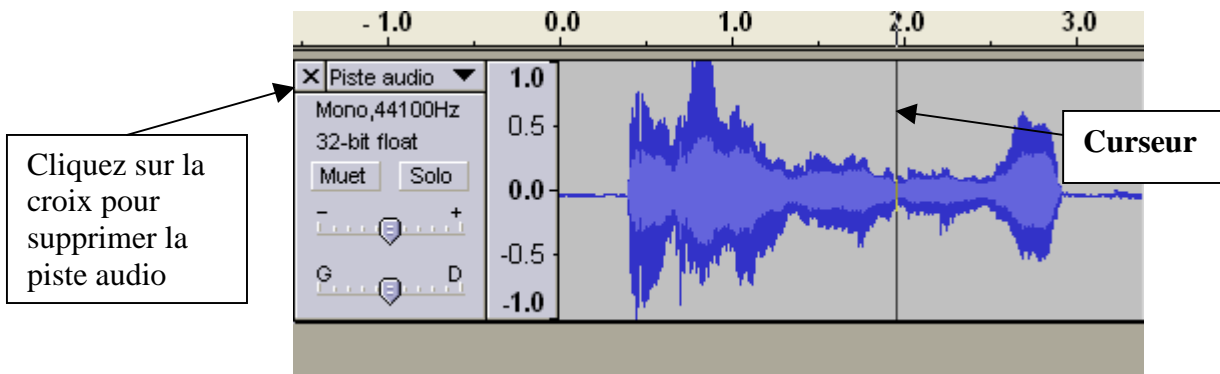 - 1.0 0.0 1.0 2.0 3.0
X Piste audio
Mono,44100Hz
32-bit float
Muet Solo
- +
G D
1.0
0.5
0.0
-0.5
-1.0
Cliquez sur la
croix pour
supprimer la
piste audio
Curseur